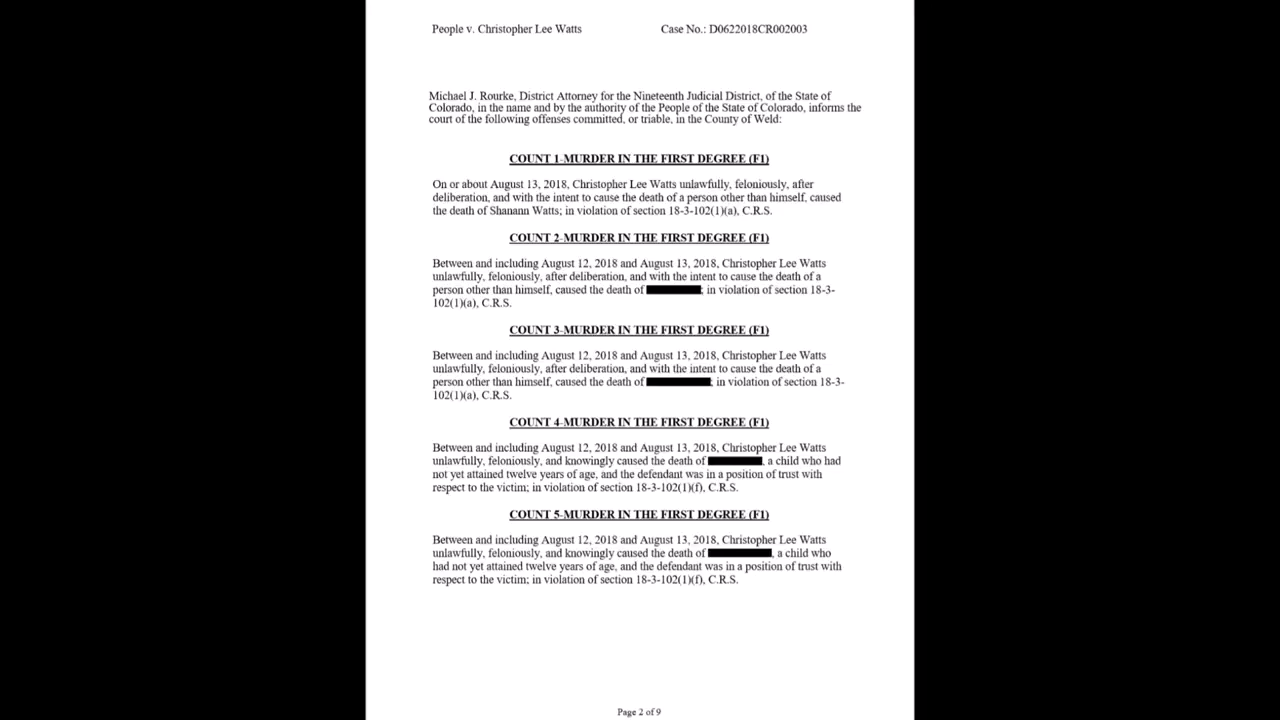 People v. Christopher Lee Watts Case No.: D0622018CR002003
Michael J. Rourke, District Attorney for the Nineteenth Judicial District, of the State of
Colorado, in the name and by the authority of the People of the State of Colorado, informs the
court of the following offenses committed, or triable, in the County of Weld:
COUNT 1-MURDER IN THE FIRST DEGREE (F1)
On or about August 13, 2018, Christopher Lee Watts unlawfully, feloniously, after
deliberation, and with the intent to cause the death of a person other than himself, caused
the death of Shanann Watts; in violation of section 18-3-102(1)(a), C.R.S.
COUNT 2-MURDER IN THE FIRST DEGREE (F1)
Between and including August 12, 2018 and August 13, 2018, Christopher Lee Watts
unlawfully, feloniously, after deliberation, and with the intent to cause the death of a
person other than himself, caused the death of ; in violation of section 18-3-
102(1)(a), C.R.S.
COUNT 3-MURDER IN THE FIRST DEGREE (F1)
Between and including August 12, 2018 and August 13, 2018, Christopher Lee Watts
unlawfully, feloniously, after deliberation, and with the intent to cause the death of a
person other than himself, caused the death of ; in violation of section 18-3-
102(1)(a), C.R.S.
COUNT 4-MURDER IN THE FIRST DEGREE (F1)
Between and including August 12, 2018 and August 13, 2018, Christopher Lee Watts
unlawfully, feloniously, and knowingly caused the death of , a child who had
not yet attained twelve years of age, and the defendant was in a position of trust with
respect to the victim; in violation of section 18-3-102(1)(f), C.R.S.
COUNT 5-MURDER IN THE FIRST DEGREE (F1)
Between and including August 12, 2018 and August 13, 2018, Christopher Lee Watts
unlawfully, feloniously, and knowingly caused the death of , a child who
had not yet attained twelve years of age, and the defendant was in a position of trust with
respect to the victim; in violation of section 18-3-102(1)(f), C.R.S.
Page 2 of 9